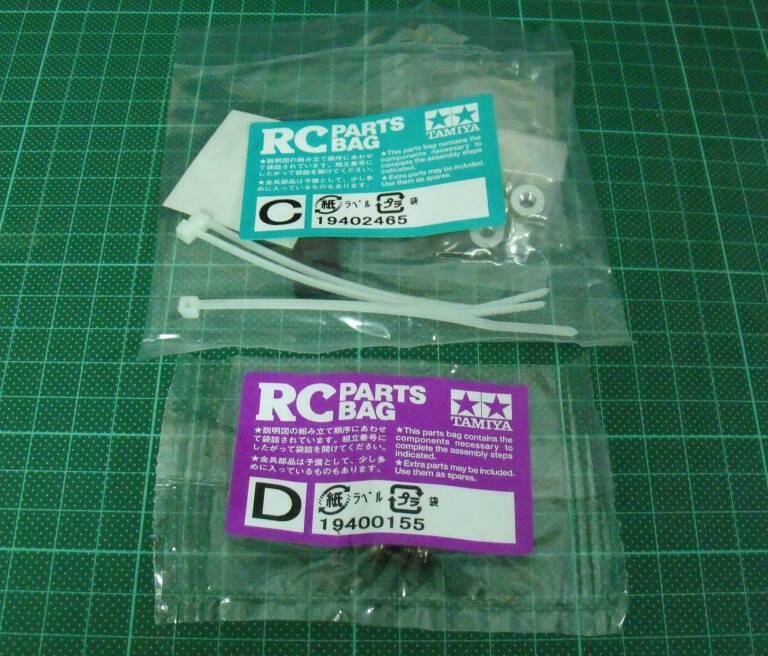 RC PARTS BAG
TAMIYA
★説明図の組み立て順序にあわせ
て袋詰されています。組立番号に
したがって袋詰を開けてください。
★金具部品は予備として、少し多
めに入っているものもあります。
★This parts bag contains the
components necessary to
complete the assembly steps
indicated.
★Extra parts may be included.
Use them as spares.
C
紙 ラベル プラ 袋
19402465
RC PARTS BAG
TAMIYA
★説明図の組み立て順序にあわせ
て袋詰されています。組立番号に
したがって袋詰を開けてください。
★金具部品は予備として、少し多
めに入っているものもあります。
★This parts bag contains the
components necessary to
complete the assembly steps
indicated.
★Extra parts may be included.
Use them as spares.
D
紙 ラベル プラ 袋
19400155